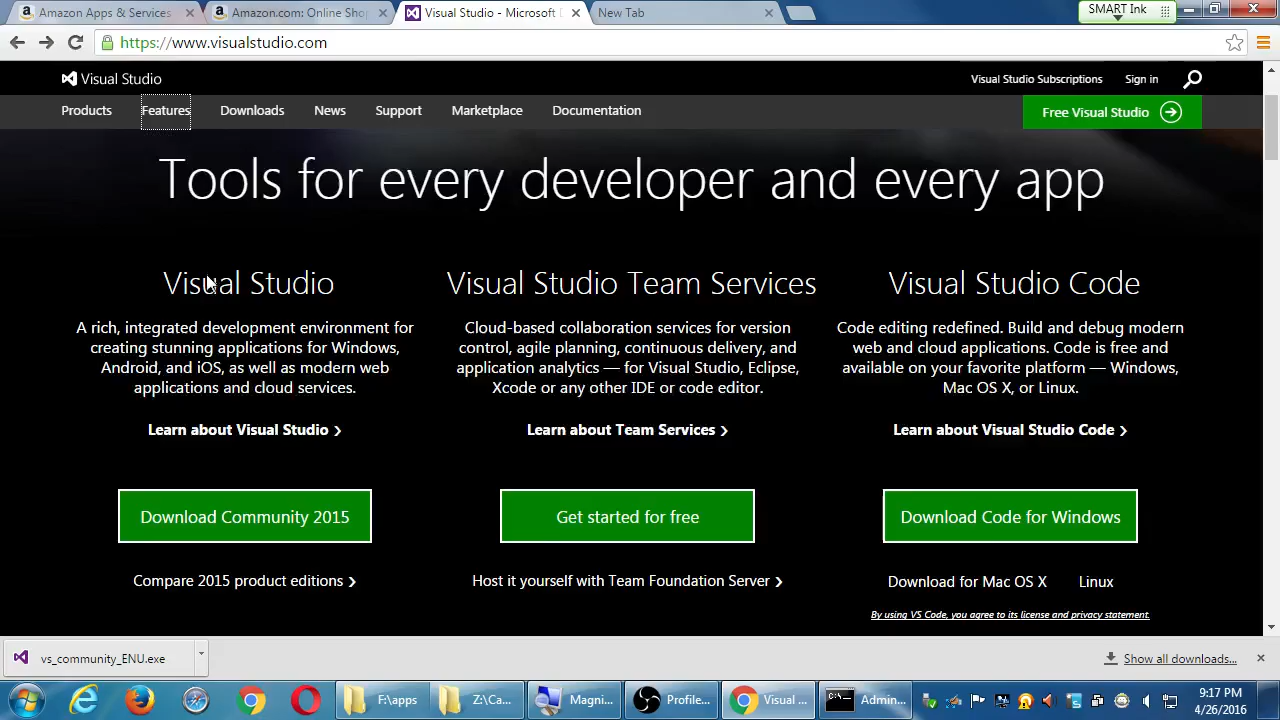 Amazon Apps & Services
Amazon.com: Online Shop
Visual Studio - Microsoft D
New Tab
SMART Ink
https://www.visualstudio.com
Visual Studio
Visual Studio Subscriptions
Sign in
Products
Features
Downloads
News
Support
Marketplace
Documentation
Free Visual Studio
Tools for every developer and every app
Visual Studio
A rich, integrated development environment for
creating stunning applications for Windows,
Android, and iOS, as well as modern web
applications and cloud services.
Learn about Visual Studio
Download Community 2015
Compare 2015 product editions
Visual Studio Team Services
Cloud-based collaboration services for version
control, agile planning, continuous delivery, and
application analytics — for Visual Studio, Eclipse,
Xcode or any other IDE or code editor.
Learn about Team Services
Get started for free
Host it yourself with Team Foundation Server
Visual Studio Code
Code editing redefined. Build and debug modern
web and cloud applications. Code is free and
available on your favorite platform — Windows,
Mac OS X, or Linux.
Learn about Visual Studio Code
Download Code for Windows
Download for Mac OS X
Linux
By using VS Code, you agree to its license and privacy statement.
vs_community_ENU.exe
Show all downloads...
F:\apps
Z:\Ca...
Magni...
Profile...
Visual ...
Admin...
9:17 PM
4/26/2016